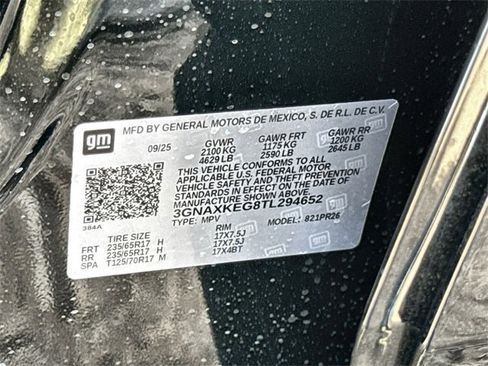 gm
MFD BY GENERAL MOTORS DE MEXICO, S. DE R.L. DE C.V.
09/25 GVWR GAWR FRT GAWR RR
2100 KG 1175 KG 1200 KG
4629 LB 2590 LB 2645 LB
THIS VEHICLE CONFORMS TO ALL
APPLICABLE U.S. FEDERAL MOTOR
VEHICLE SAFETY STANDARDS IN EFFECT ON THE DATE
OF MANUFACTURE SHOWN ABOVE.
3GNAXKEG8TL294652
384A TYPE: MPV MODEL: 821PR26
TIRE SIZE RIM
FRT 235/65R17 H 17X7.5J
RR 235/65R17 H 17X7.5J
SPA T125/70R17 M 17X4BT